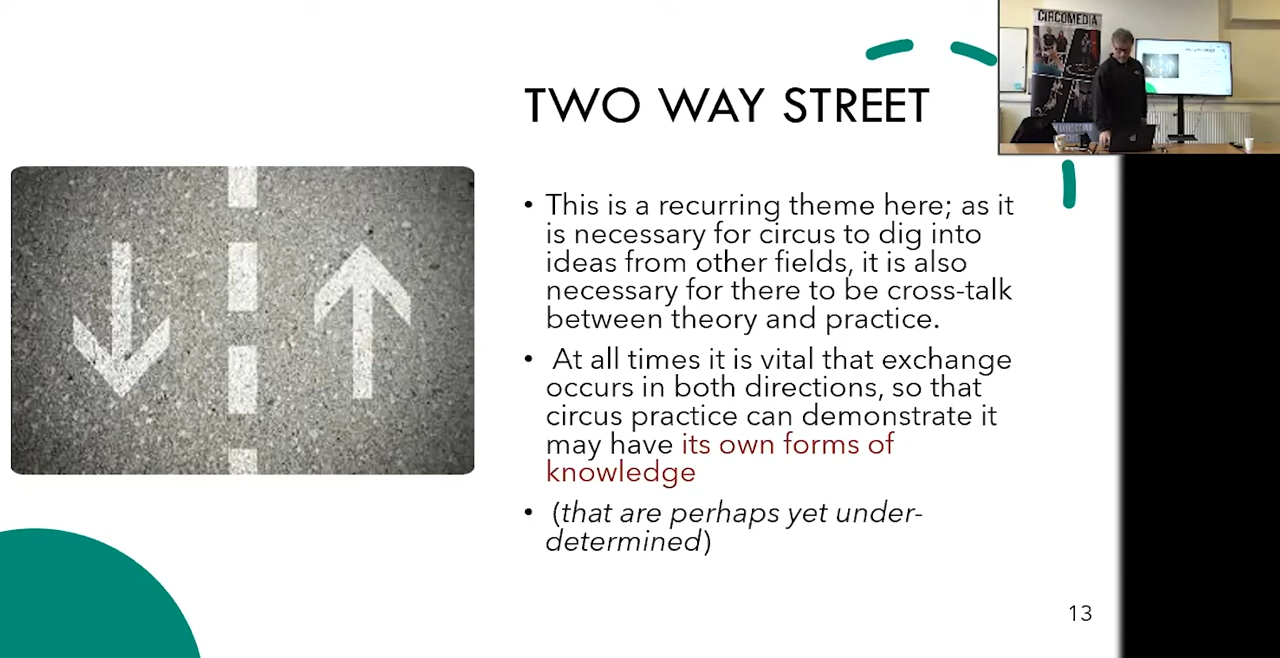 CIRCOMEDIA
TWO WAY STREET
• This is a recurring theme here; as it
is necessary for circus to dig into
ideas from other fields, it is also
necessary for there to be cross-talk
between theory and practice.
• At all times it is vital that exchange
occurs in both directions, so that
circus practice can demonstrate it
may have its own forms of
knowledge
• (that are perhaps yet under-
determined)
13